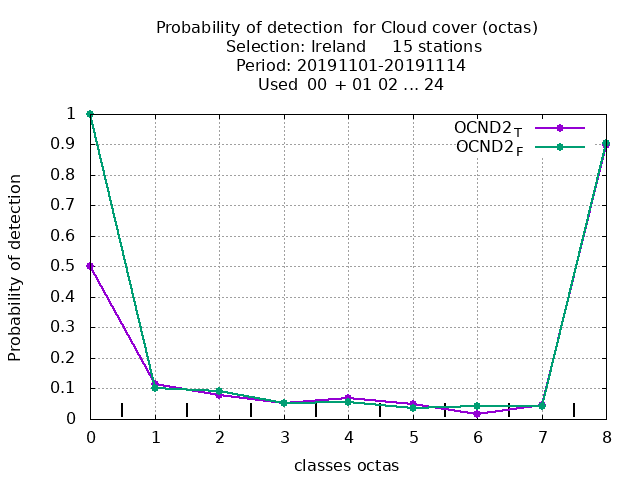 Probability of detection  for Cloud cover (octas)
Selection: Ireland     15 stations
Period: 20191101-20191114
Used  00  + 01 02 ... 24
OCND2T
OCND2F
Probability of detection
1
0.9
0.8
0.7
0.6
0.5
0.4
0.3
0.2
0.1
0
0 1 2 3 4 5 6 7 8
classes octas